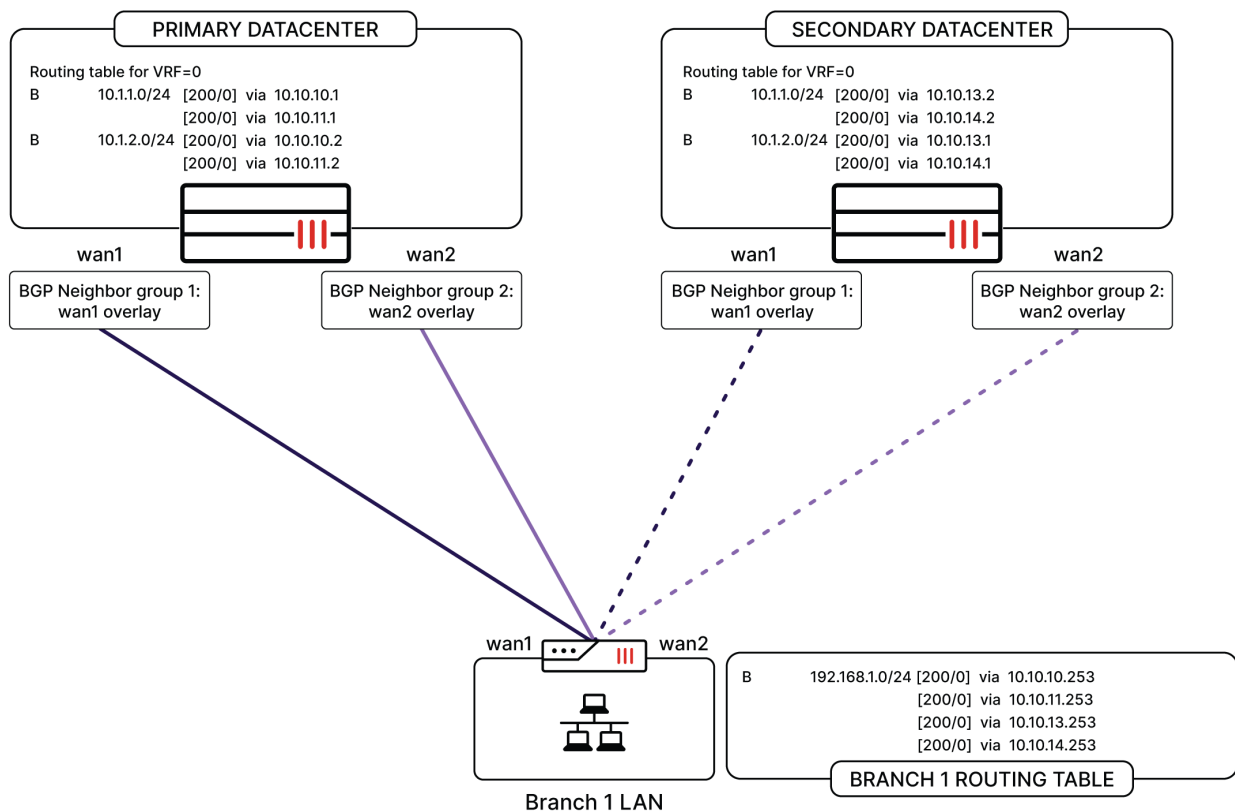 PRIMARY DATACENTER
Routing table for VRF=0
B 10.1.1.0/24 [200/0] via 10.10.10.1
[200/0] via 10.10.11.1
B 10.1.2.0/24 [200/0] via 10.10.10.2
[200/0] via 10.10.11.2
wan1
wan2
BGP Neighbor group 1:
wan1 overlay
BGP Neighbor group 2:
wan2 overlay
SECONDARY DATACENTER
Routing table for VRF=0
B 10.1.1.0/24 [200/0] via 10.10.13.2
[200/0] via 10.10.14.2
B 10.1.2.0/24 [200/0] via 10.10.13.1
[200/0] via 10.10.14.1
wan1
wan2
BGP Neighbor group 1:
wan1 overlay
BGP Neighbor group 2:
wan2 overlay
wan1
wan2
Branch 1 LAN
B 192.168.1.0/24 [200/0] via 10.10.10.253
[200/0] via 10.10.11.253
[200/0] via 10.10.13.253
[200/0] via 10.10.14.253
BRANCH 1 ROUTING TABLE